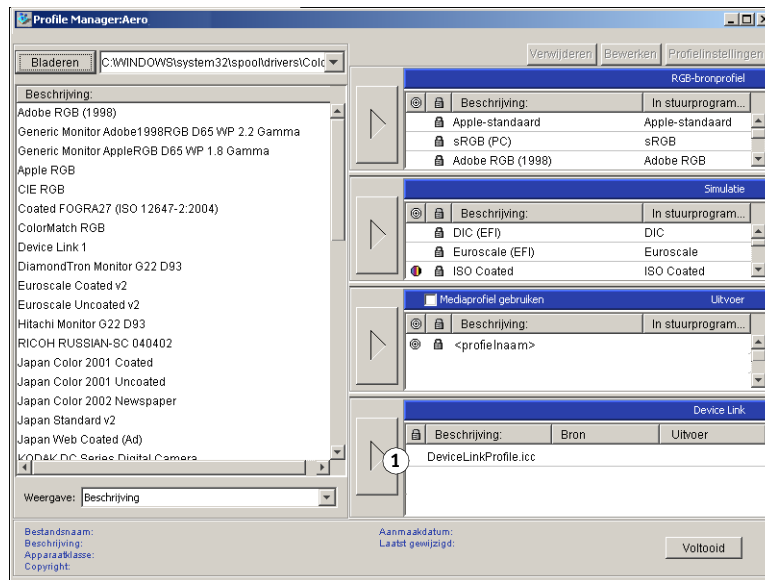 Profile Manager:Aero
Bladeren
C:\WINDOWS\system32\spool\drivers\Colc
Verwijderen
Bewerken
Profielinstellingen
Beschrijving:
Adobe RGB (1998)
Generic Monitor Adobe1998RGB D65 WP 2.2 Gamma
Generic Monitor AppleRGB D65 WP 1.8 Gamma
Apple RGB
CIE RGB
Coated FOGRA27 (ISO 12647-2:2004)
ColorMatch RGB
Device Link 1
DiamondTron Monitor G22 D93
Euroscale Coated v2
Euroscale Uncoated v2
Hitachi Monitor G22 D93
RICOH RUSSIAN-SC 040402
Japan Color 2001 Coated
Japan Color 2001 Uncoated
Japan Color 2002 Newspaper
Japan Standard v2
Japan Web Coated (Ad)
KODAK DC Series Digital Camera
Weergave:
Beschrijving
RGB-bronprofiel
Beschrijving: In stuurprogram...
Apple-standaard Apple-standaard
sRGB (PC) sRGB
Adobe RGB (1998) Adobe RGB
Simulatie
Beschrijving: In stuurprogram...
DIC (EFI) DIC
Euroscale (EFI) Euroscale
ISO Coated ISO Coated
Mediaprofiel gebruiken Uitvoer
Beschrijving: In stuurprogram...
<profielnaam>
Device Link
Beschrijving: Bron Uitvoer
1
DeviceLinkProfile.icc
Bestandsnaam:
Beschrijving:
Apparaatklasse:
Copyright:
Aanmaakdatum:
Laatst gewijzigd:
Voltooid